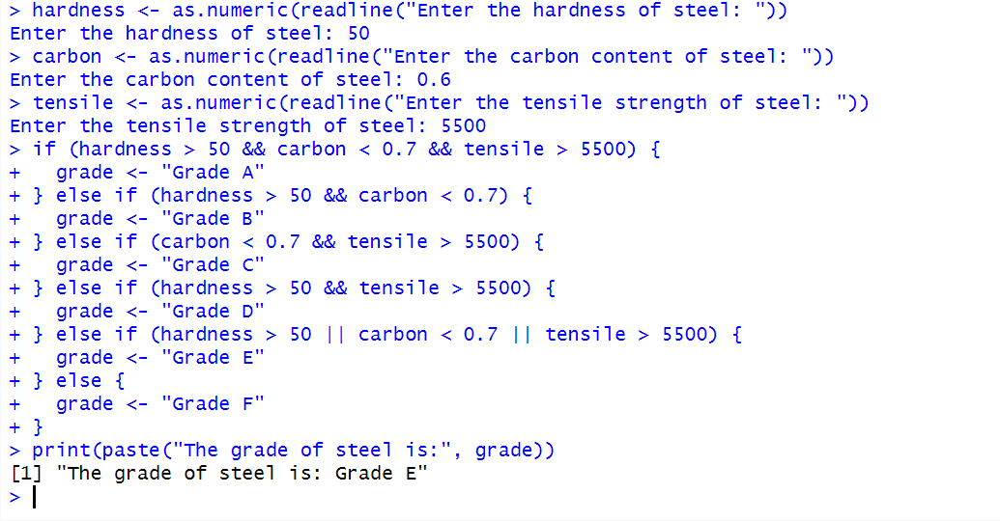 > hardness <- as.numeric(readline("Enter the hardness of steel: "))
Enter the hardness of steel: 50
> carbon <- as.numeric(readline("Enter the carbon content of steel: "))
Enter the carbon content of steel: 0.6
> tensile <- as.numeric(readline("Enter the tensile strength of steel: "))
Enter the tensile strength of steel: 5500
> if (hardness > 50 && carbon < 0.7 && tensile > 5500) {
+   grade <- "Grade A"
+ } else if (hardness > 50 && carbon < 0.7) {
+   grade <- "Grade B"
+ } else if (carbon < 0.7 && tensile > 5500) {
+   grade <- "Grade C"
+ } else if (hardness > 50 && tensile > 5500) {
+   grade <- "Grade D"
+ } else if (hardness > 50 || carbon < 0.7 || tensile > 5500) {
+   grade <- "Grade E"
+ } else {
+   grade <- "Grade F"
+ }
> print(paste("The grade of steel is:", grade))
[1] "The grade of steel is: Grade E"
>